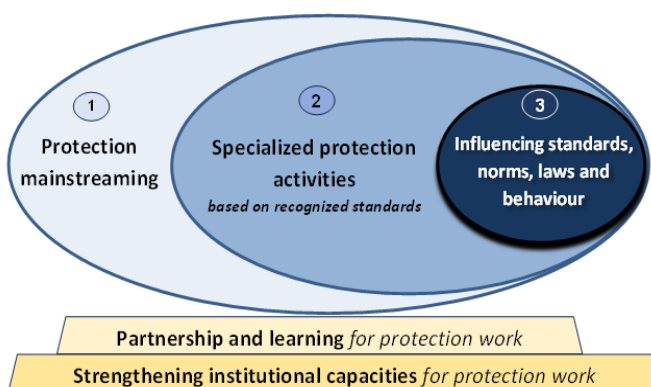 1
Protection
mainstreaming
2
Specialized protection
activities
based on recognized standards
3
Influencing standards,
norms, laws and
behaviour
Partnership and learning for protection work
Strengthening institutional capacities for protection work